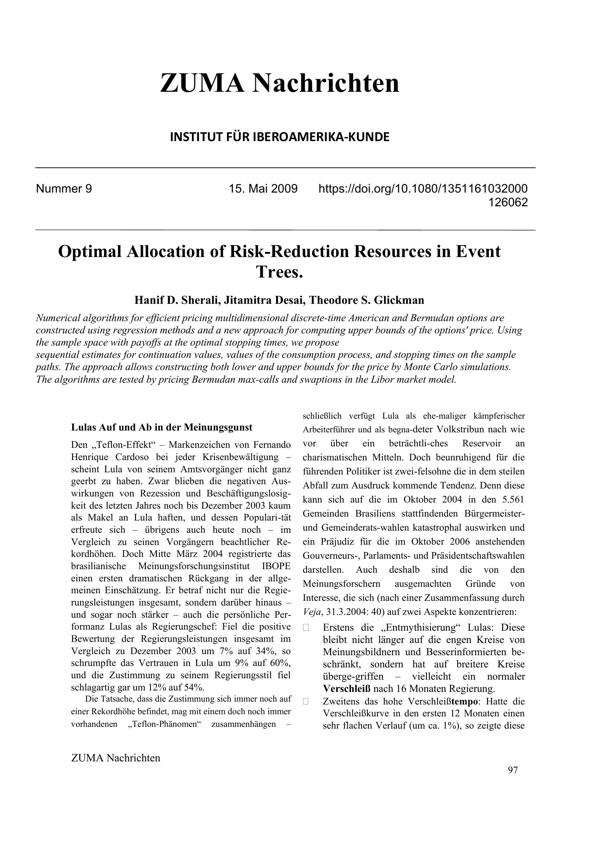 ZUMA Nachrichten
INSTITUT FÜR IBEROAMERIKA-KUNDE
Nummer 9 15. Mai 2009 https://doi.org/10.1080/1351161032000
126062
Optimal Allocation of Risk-Reduction Resources in Event
Trees.
Hanif D. Sherali, Jitamitra Desai, Theodore S. Glickman
Numerical algorithms for efficient pricing multidimensional discrete-time American and Bermudan options are
constructed using regression methods and a new approach for computing upper bounds of the options' price. Using
the sample space with payoffs at the optimal stopping times, we propose
sequential estimates for continuation values, values of the consumption process, and stopping times on the sample
paths. The approach allows constructing both lower and upper bounds for the price by Monte Carlo simulations.
The algorithms are tested by pricing Bermudan max-calls and swaptions in the Libor market model.
Lulas Auf und Ab in der Meinungsgunst
Den „Teflon-Effekt“ – Markenzeichen von Fernando
Henrique Cardoso bei jeder Krisenbewältigung –
scheint Lula von seinem Amtsvorgänger nicht ganz
geerbt zu haben. Zwar blieben die negativen Aus-
wirkungen von Rezession und Beschäftigungslosig-
keit des letzten Jahres noch bis Dezember 2003 kaum
als Makel an Lula haften, und dessen Populari-tät
erfreute sich – übrigens auch heute noch – im
Vergleich zu seinen Vorgängern beachtlicher Re-
kordhöhen. Doch Mitte März 2004 registrierte das
brasilianische Meinungsforschungsinstitut IBOPE
einen ersten dramatischen Rückgang in der allge-
meinen Einschätzung. Er betraf nicht nur die Regie-
rungsleistungen insgesamt, sondern darüber hinaus –
und sogar noch stärker – auch die persönliche Per-
formanz Lulas als Regierungschef: Fiel die positive
Bewertung der Regierungsleistungen insgesamt im
Vergleich zu Dezember 2003 um 7% auf 34%, so
schrumpfte das Vertrauen in Lula um 9% auf 60%,
und die Zustimmung zu seinem Regierungsstil fiel
schlagartig gar um 12% auf 54%.
Die Tatsache, dass die Zustimmung sich immer noch auf
einer Rekordhöhe befindet, mag mit einem doch noch immer
vorhandenen „Teflon-Phänomen“ zusammenhängen –
schließlich verfügt Lula als ehe-maliger kämpferischer
Arbeiterführer und als begna-deter Volkstribun nach wie
vor über ein beträchtli-ches Reservoir an
charismatischen Mitteln. Doch beunruhigend für die
führenden Politiker ist zwei-felsohne die in dem steilen
Abfall zum Ausdruck kommende Tendenz. Denn diese
kann sich auf die im Oktober 2004 in den 5.561
Gemeinden Brasiliens stattfindenden Bürgermeister-
und Gemeinderats-wahlen katastrophal auswirken und
ein Präjudiz für die im Oktober 2006 anstehenden
Gouverneurs-, Parlaments- und Präsidentschaftswahlen
darstellen. Auch deshalb sind die von den
Meinungsforschern ausgemachten Gründe von
Interesse, die sich (nach einer Zusammenfassung durch
Veja, 31.3.2004: 40) auf zwei Aspekte konzentrieren:
Erstens die „Entmythisierung“ Lulas: Diese
bleibt nicht länger auf die engen Kreise von
Meinungsbildnern und Besserinformierten be-
schränkt, sondern hat auf breitere Kreise
überge-griffen – vielleicht ein normaler
Verschleiß nach 16 Monaten Regierung.
Zweitens das hohe Verschleißtempo: Hatte die
Verschleißkurve in den ersten 12 Monaten einen
sehr flachen Verlauf (um ca. 1%), so zeigte diese
ZUMA Nachrichten
97